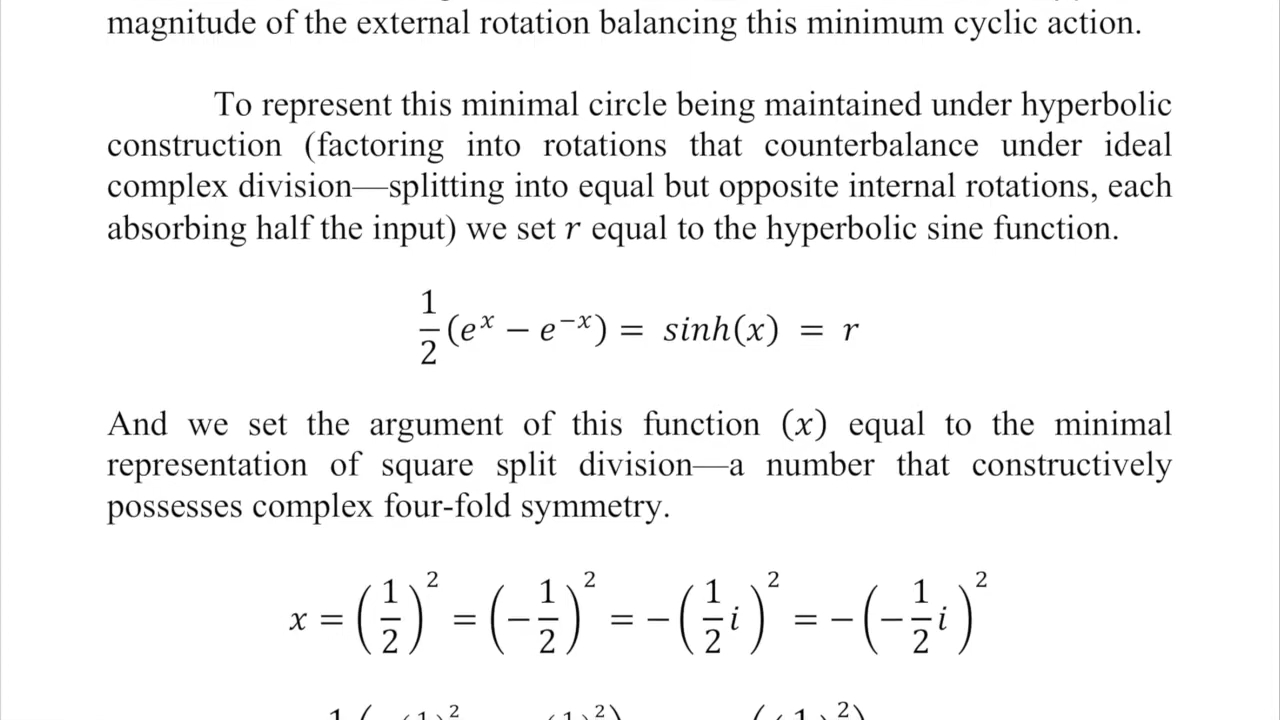 magnitude of the external rotation balancing this minimum cyclic action.
To represent this minimal circle being maintained under hyperbolic
construction (factoring into rotations that counterbalance under ideal
complex division—splitting into equal but opposite internal rotations, each
absorbing half the input) we set r equal to the hyperbolic sine function.
1/2 (e^x − e^−x) = sinh(x) = r
And we set the argument of this function (x) equal to the minimal
representation of square split division—a number that constructively
possesses complex four-fold symmetry.
x = (1/2)^2 = (−1/2)^2 = −(1/2 i)^2 = −(−1/2 i)^2